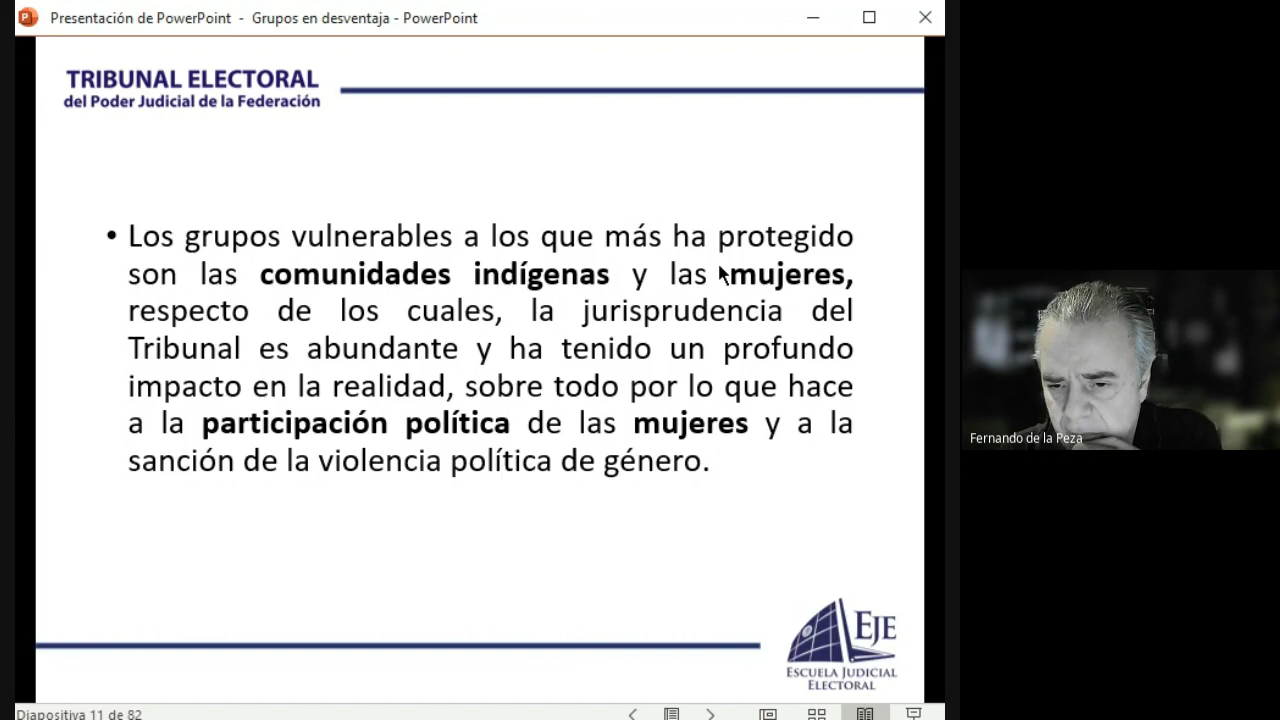 Presentación de PowerPoint - Grupos en desventaja - PowerPoint
TRIBUNAL ELECTORAL
del Poder Judicial de la Federación
• Los grupos vulnerables a los que más ha protegido
son las comunidades indígenas y las mujeres,
respecto de los cuales, la jurisprudencia del
Tribunal es abundante y ha tenido un profundo
impacto en la realidad, sobre todo por lo que hace
a la participación política de las mujeres y a la
sanción de la violencia política de género.
EJE
ESCUELA JUDICIAL
ELECTORAL
Diapositiva 11 de 82
Fernando de la Peza